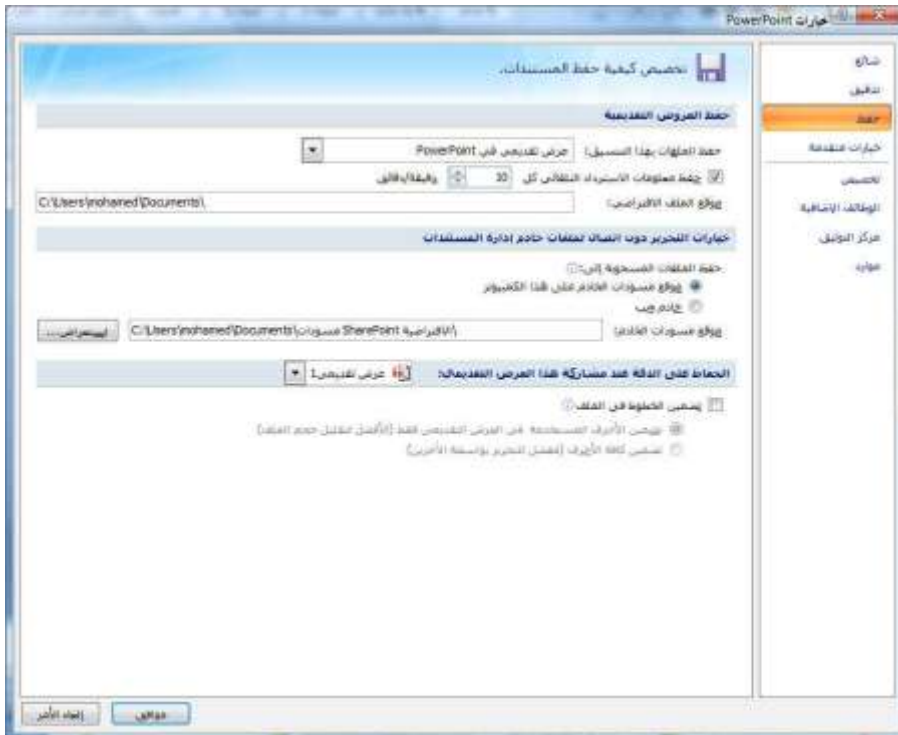 خيارات PowerPoint
شائع
تدقيق
حفظ
خيارات متقدمة
تخصيص
الوظائف الإضافية
مركز التوثيق
موارد
تخصيص كيفية حفظ المستندات.
حفظ العروض التقديمية
حفظ الملفات بهذا التنسيق: عرض تقديمي في PowerPoint
حفظ معلومات الاسترداد التلقائي كل 10 دقيقة/دقائق
موقع الملف الافتراضي: C:\Users\mohamed\Documents\
خيارات التحرير دون اتصال لملفات خادم إدارة المستندات
حفظ الملفات المسحوبة إلى:
موقع مسودات الخادم على هذا الكمبيوتر
خادم ويب
موقع مسودات الخادم: C:\Users\mohamed\Documents\مسودات SharePoint الافتراضية\ استعراض...
الحفاظ على الدقة عند مشاركة هذا العرض التقديمي: عرض تقديمي1
تضمين الخطوط في الملف
تضمين الأحرف المستخدمة في العرض التقديمي فقط (الأفضل لتقليل حجم الملف)
تضمين كافة الأحرف (يفضل للتحرير بواسطة الآخرين)
موافق
إلغاء الأمر